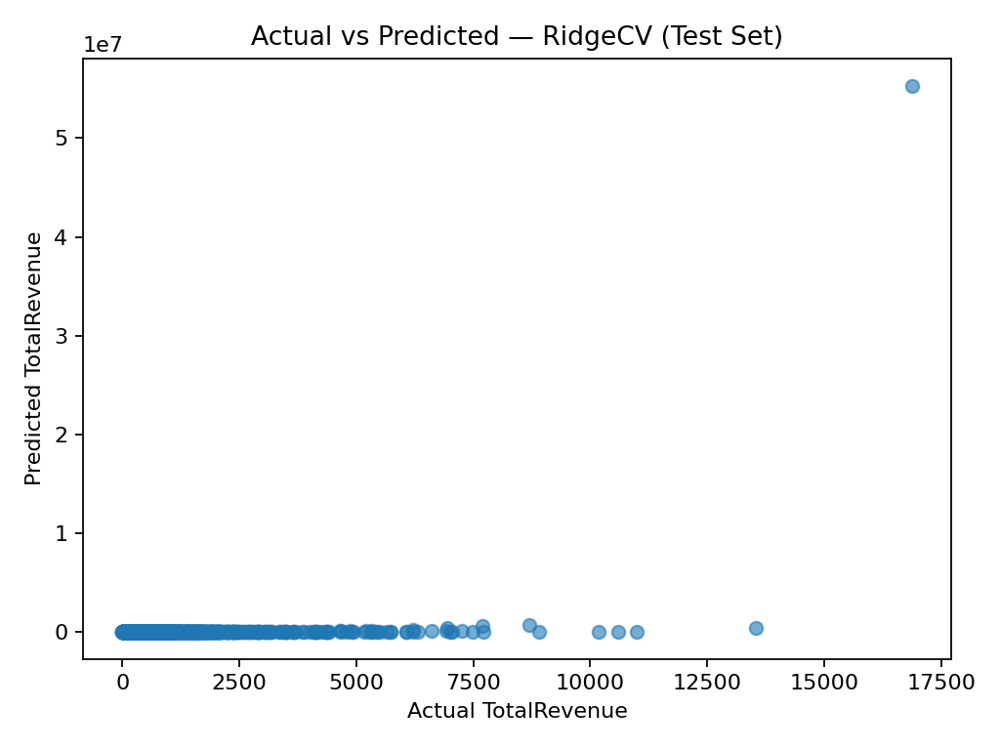 Actual vs Predicted — RidgeCV (Test Set)
1e7
5
4
3
2
1
0
Predicted TotalRevenue
0 2500 5000 7500 10000 12500 15000 17500
Actual TotalRevenue